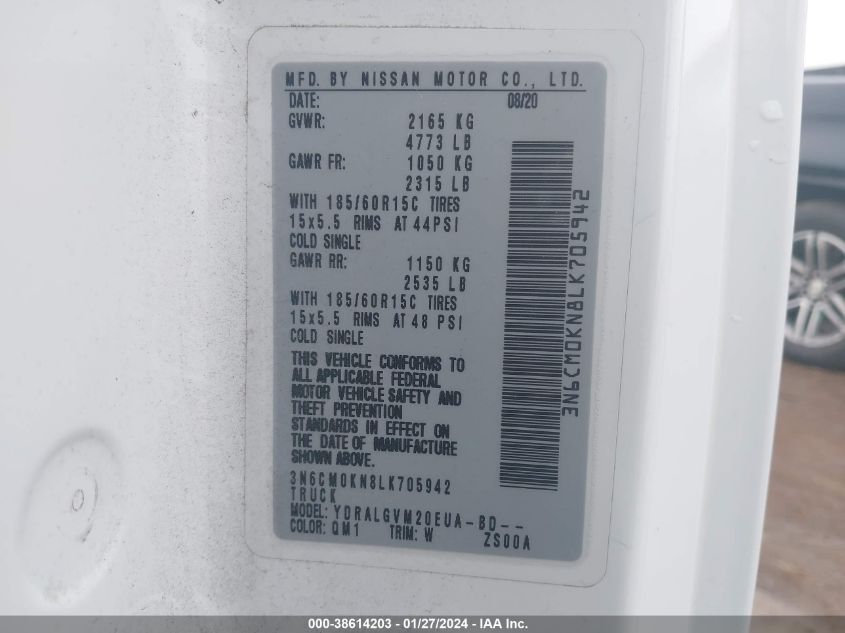 MFD. BY NISSAN MOTOR CO., LTD.
DATE: 08/20
GVWR: 2165 KG
4773 LB
GAWR FR: 1050 KG
2315 LB
WITH 185/60R15C TIRES
15x5.5 RIMS AT 44PSI
COLD SINGLE
GAWR RR: 1150 KG
2535 LB
WITH 185/60R15C TIRES
15x5.5 RIMS AT 48 PSI
COLD SINGLE
THIS VEHICLE CONFORMS TO
ALL APPLICABLE FEDERAL
MOTOR VEHICLE SAFETY AND
THEFT PREVENTION
STANDARDS IN EFFECT ON
THE DATE OF MANUFACTURE
SHOWN ABOVE.
3N6CM0KN8LK705942
TRUCK
MODEL: YDRALGVM20EUA-BD--
COLOR: QM1 TRIM: W ZS00A
3N6CM0KN8LK705942
000-38614203 - 01/27/2024 - IAA Inc.